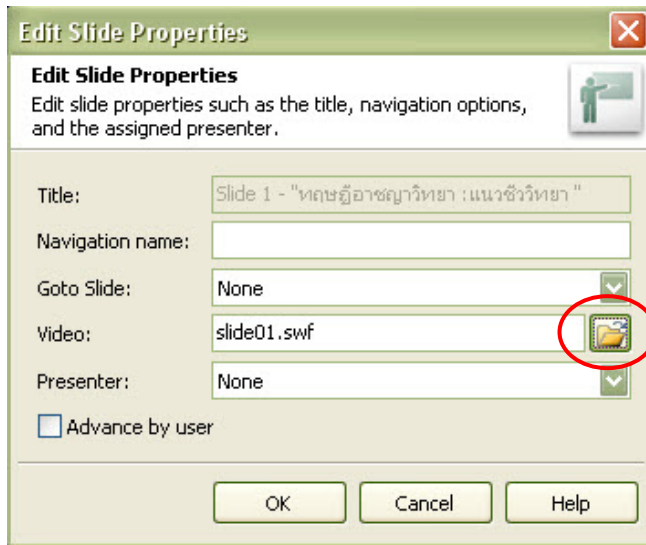 Edit Slide Properties
Edit Slide Properties
Edit slide properties such as the title, navigation options,
and the assigned presenter.
Title: Slide 1 - "ทฤษฎีอาชญาวิทยา :แนวชีววิทยา "
Navigation name:
Goto Slide: None
Video: slide01.swf
Presenter: None
Advance by user
OK Cancel Help